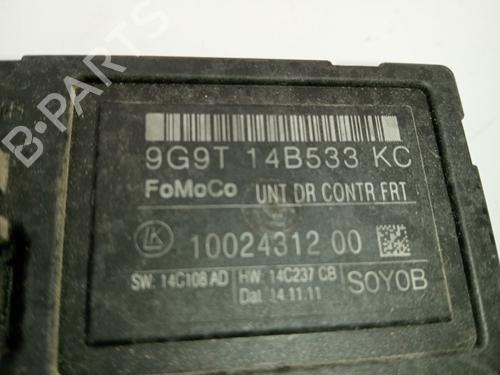 B-PARTS
9G9T 14B533 KC
FoMoCo UNT DR CONTR FRT
LK 10024312 00
SW: 14C108 AD HW: 14C237 CB
Dat: 14.11.11
SOYOB